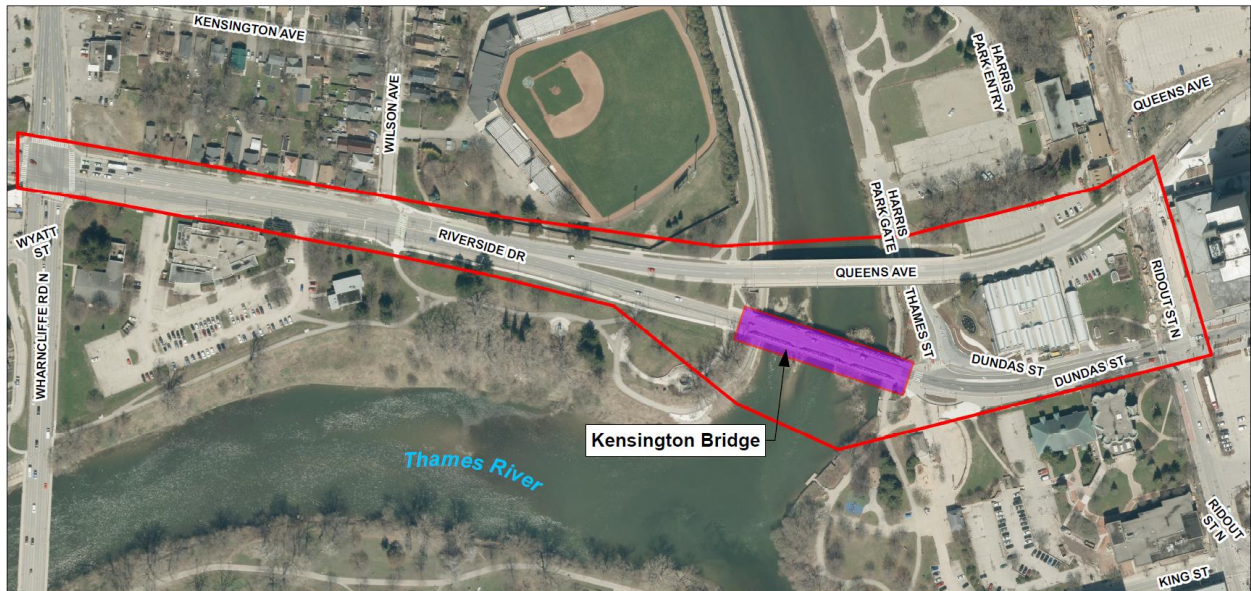 KENSINGTON AVE
WILSON AVE
HARRIS
PARK ENTRY
QUEENS AVE
WYATT
ST
WHARNCLIFFE RD N
RIVERSIDE DR
HARRIS
PARK GATE
QUEENS AVE
THAMES ST
RIDOUT ST N
DUNDAS ST
DUNDAS ST
Kensington Bridge
Thames River
RIDOUT
ST N
KING ST